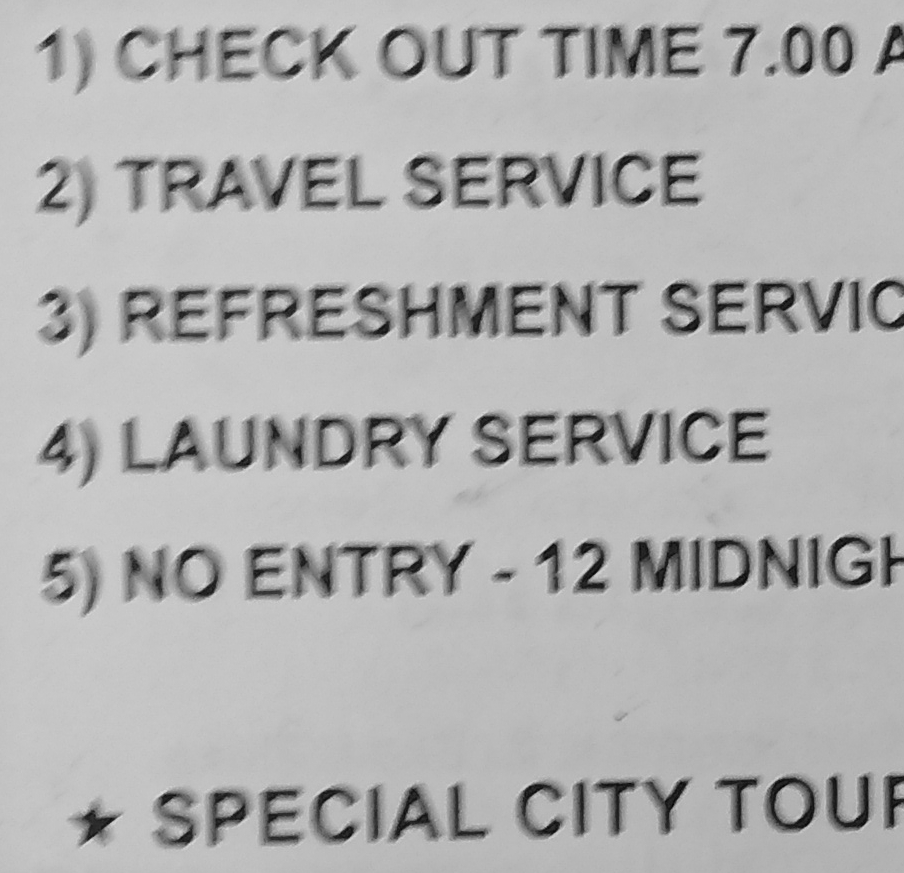 1) CHECK OUT TIME 7.00 A
2) TRAVEL SERVICE
3) REFRESHMENT SERVIC
4) LAUNDRY SERVICE
5) NO ENTRY - 12 MIDNIGH
★ SPECIAL CITY TOUR